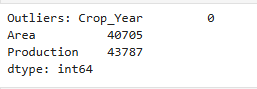 Outliers: Crop_Year 0
Area 40705
Production 43787
dtype: int64